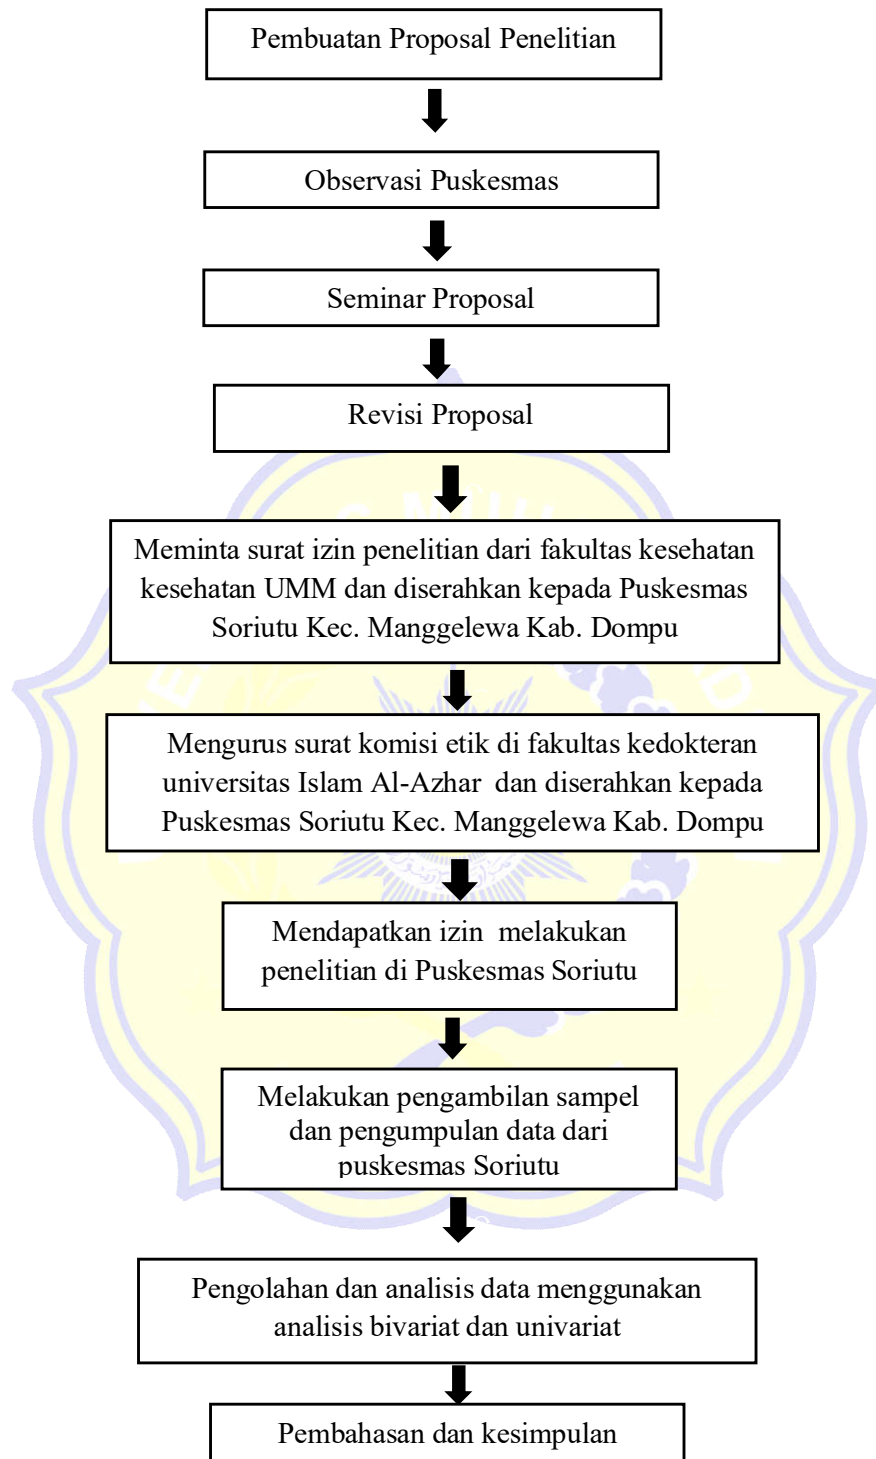 Pembuatan Proposal Penelitian
Observasi Puskesmas
Seminar Proposal
Revisi Proposal
Meminta surat izin penelitian dari fakultas kesehatan
kesehatan UMM dan diserahkan kepada Puskesmas
Soriutu Kec. Manggelewa Kab. Dompu
Mengurus surat komisi etik di fakultas kedokteran
universitas Islam Al-Azhar  dan diserahkan kepada
Puskesmas Soriutu Kec. Manggelewa Kab. Dompu
Mendapatkan izin  melakukan
penelitian di Puskesmas Soriutu
Melakukan pengambilan sampel
dan pengumpulan data dari
puskesmas Soriutu
Pengolahan dan analisis data menggunakan
analisis bivariat dan univariat
Pembahasan dan kesimpulan